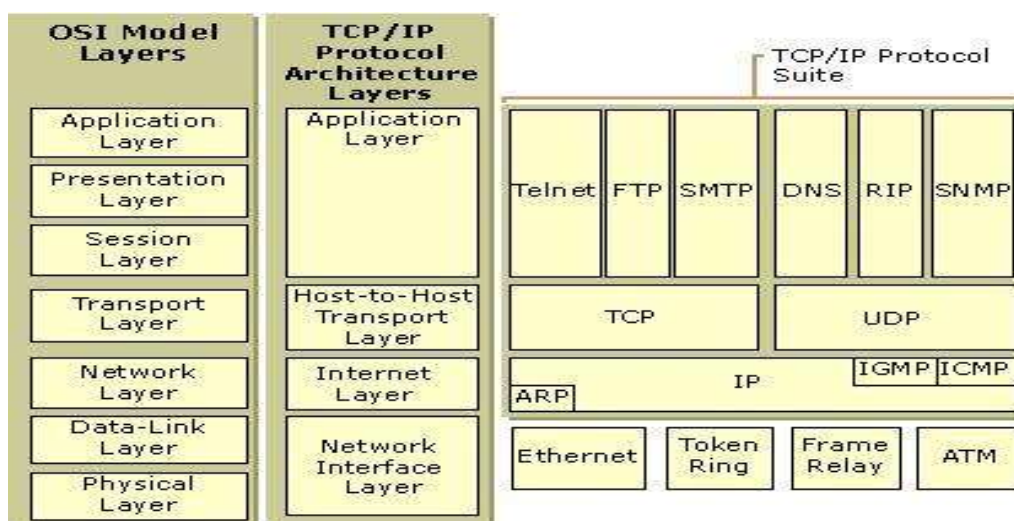 OSI Model
Layers
Application
Layer
Presentation
Layer
Session
Layer
Transport
Layer
Network
Layer
Data-Link
Layer
Physical
Layer
TCP/IP
Protocol
Architecture
Layers
Application
Layer
Host-to-Host
Transport
Layer
Internet
Layer
Network
Interface
Layer
TCP/IP Protocol
Suite
Telnet
FTP
SMTP
DNS
RIP
SNMP
TCP
UDP
ARP
IP
IGMP
ICMP
Ethernet
Token
Ring
Frame
Relay
ATM